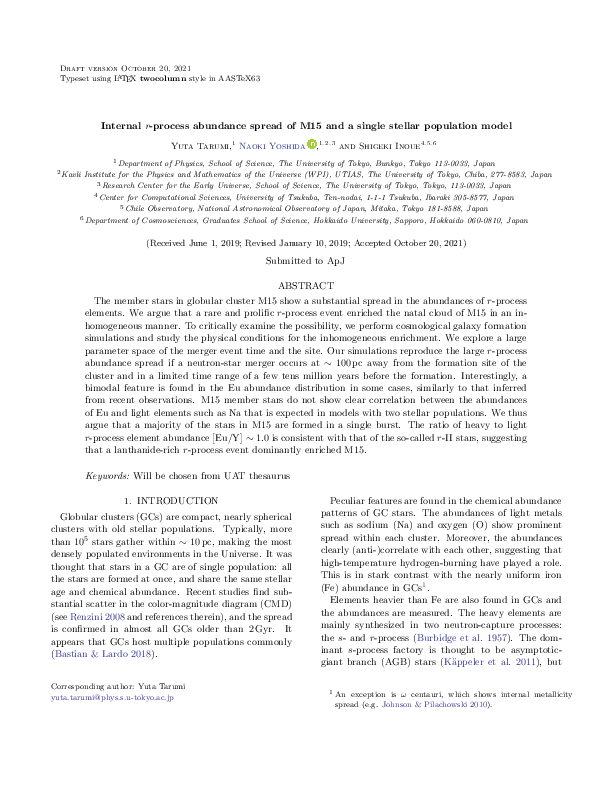 Draft version October 20, 2021
Typeset using LATEX twocolumn style in AASTeX63
Internal r-process abundance spread of M15 and a single stellar population model
Yuta Tarumi,1 Naoki Yoshida iD,1,2,3 and Shigeki Inoue4,5,6
1Department of Physics, School of Science, The University of Tokyo, Bunkyo, Tokyo 113-0033, Japan
2Kavli Institute for the Physics and Mathematics of the Universe (WPI), UTIAS, The University of Tokyo, Chiba, 277-8583, Japan
3Research Center for the Early Universe, School of Science, The University of Tokyo, Tokyo, 113-0033, Japan
4Center for Computational Sciences, University of Tsukuba, Ten-nodai, 1-1-1 Tsukuba, Ibaraki 305-8577, Japan
5Chile Observatory, National Astronomical Observatory of Japan, Mitaka, Tokyo 181-8588, Japan
6Department of Cosmosciences, Graduates School of Science, Hokkaido University, Sapporo, Hokkaido 060-0810, Japan
(Received June 1, 2019; Revised January 10, 2019; Accepted October 20, 2021)
Submitted to ApJ
ABSTRACT
The member stars in globular cluster M15 show a substantial spread in the abundances of r-process
elements. We argue that a rare and prolific r-process event enriched the natal cloud of M15 in an in-
homogeneous manner. To critically examine the possibility, we perform cosmological galaxy formation
simulations and study the physical conditions for the inhomogeneous enrichment. We explore a large
parameter space of the merger event time and the site. Our simulations reproduce the large r-process
abundance spread if a neutron-star merger occurs at ∼ 100 pc away from the formation site of the
cluster and in a limited time range of a few tens million years before the formation. Interestingly, a
bimodal feature is found in the Eu abundance distribution in some cases, similarly to that inferred
from recent observations. M15 member stars do not show clear correlation between the abundances
of Eu and light elements such as Na that is expected in models with two stellar populations. We thus
argue that a majority of the stars in M15 are formed in a single burst. The ratio of heavy to light
r-process element abundance [Eu/Y] ∼ 1.0 is consistent with that of the so-called r-II stars, suggesting
that a lanthanide-rich r-process event dominantly enriched M15.
Keywords: Will be chosen from UAT thesaurus
1. INTRODUCTION
Globular clusters (GCs) are compact, nearly spherical
clusters with old stellar populations. Typically, more
than 10^5 stars gather within ∼ 10 pc, making the most
densely populated environments in the Universe. It was
thought that stars in a GC are of single population: all
the stars are formed at once, and share the same stellar
age and chemical abundance. Recent studies find sub-
stantial scatter in the color-magnitude diagram (CMD)
(see Renzini 2008 and references therein), and the spread
is confirmed in almost all GCs older than 2 Gyr. It
appears that GCs host multiple populations commonly
(Bastian & Lardo 2018).
Corresponding author: Yuta Tarumi
yuta.tarumi@phys.s.u-tokyo.ac.jp
Peculiar features are found in the chemical abundance
patterns of GC stars. The abundances of light metals
such as sodium (Na) and oxygen (O) show prominent
spread within each cluster. Moreover, the abundances
clearly (anti-)correlate with each other, suggesting that
high-temperature hydrogen-burning have played a role.
This is in stark contrast with the nearly uniform iron
(Fe) abundance in GCs1.
Elements heavier than Fe are also found in GCs and
the abundances are measured. The heavy elements are
mainly synthesized in two neutron-capture processes:
the s- and r-process (Burbidge et al. 1957). The dom-
inant s-process factory is thought to be asymptotic-
giant branch (AGB) stars (Käppeler et al. 2011), but
1 An exception is ω centauri, which shows internal metallicity
spread (e.g. Johnson & Pilachowski 2010).